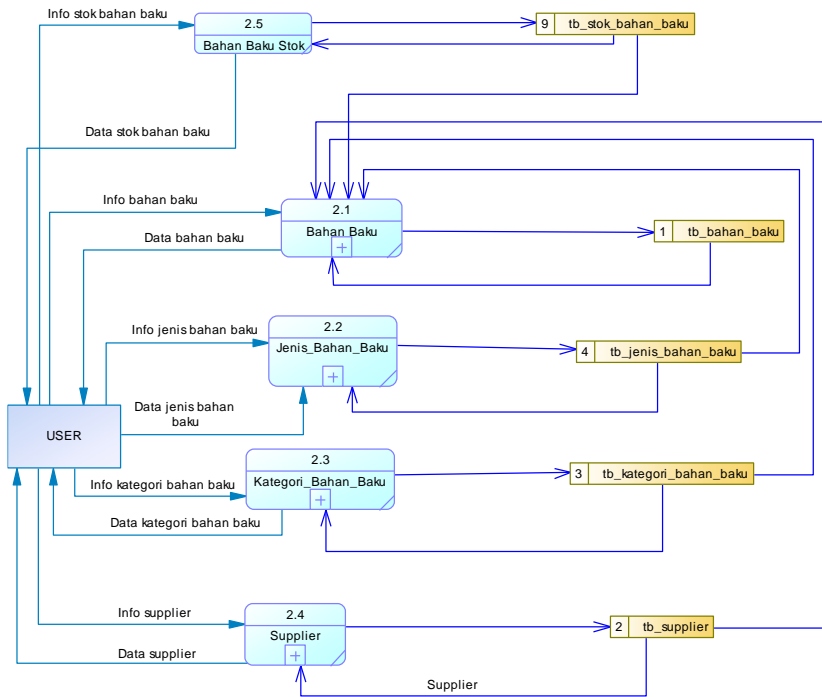 Info stok bahan baku
2.5
Bahan Baku Stok
9 tb_stok_bahan_baku
Data stok bahan baku
Info bahan baku
2.1
Bahan Baku
Data bahan baku
1 tb_bahan_baku
Info jenis bahan baku
2.2
Jenis_Bahan_Baku
4 tb_jenis_bahan_baku
Data jenis bahan
baku
USER
2.3
Kategori_Bahan_Baku
3 tb_kategori_bahan_baku
Info kategori bahan baku
Data kategori bahan baku
Info supplier
2.4
Supplier
2 tb_supplier
Data supplier
Supplier